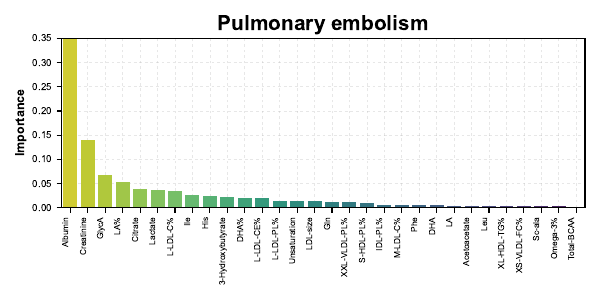 Pulmonary embolism
Importance
0.35
0.30
0.25
0.20
0.15
0.10
0.05
0.00
Albumin
Creatinine
GlycA
LA%
Citrate
Lactate
L-LDL-C%
Ile
His
3-Hydroxybutyrate
DHA%
L-LDL-CE%
L-LDL-PL%
Unsaturation
LDL-size
Gln
XXL-VLDL-PL%
S-HDL-PL%
IDL-PL%
M-LDL-C%
Phe
DHA
LA
Acetoacetate
Leu
XL-HDL-TG%
XS-VLDL-FC%
Sc-ala
Omega-3%
Total-BCAA